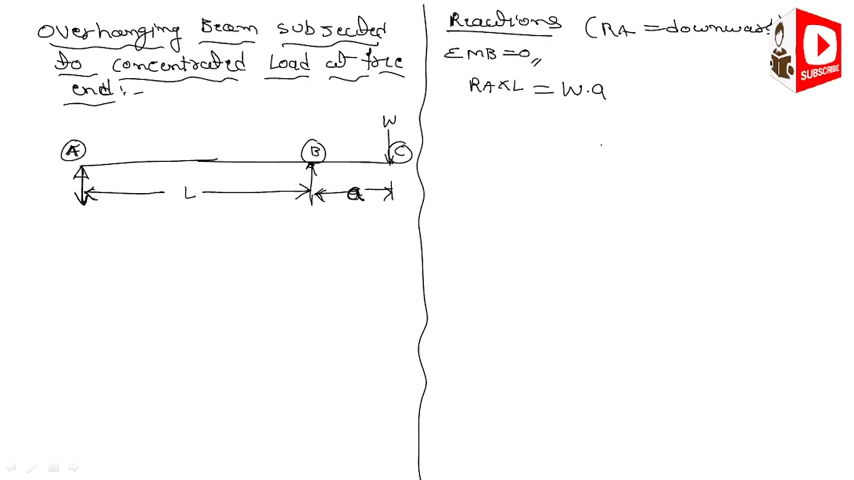 Overhanging Beam subjected
to concentrated Load at free
end:-
A
B
W
C
L
a
Reactions (RA = downward)
ΣMB=0,,
RA×L = W.a
SUBSCRIBE